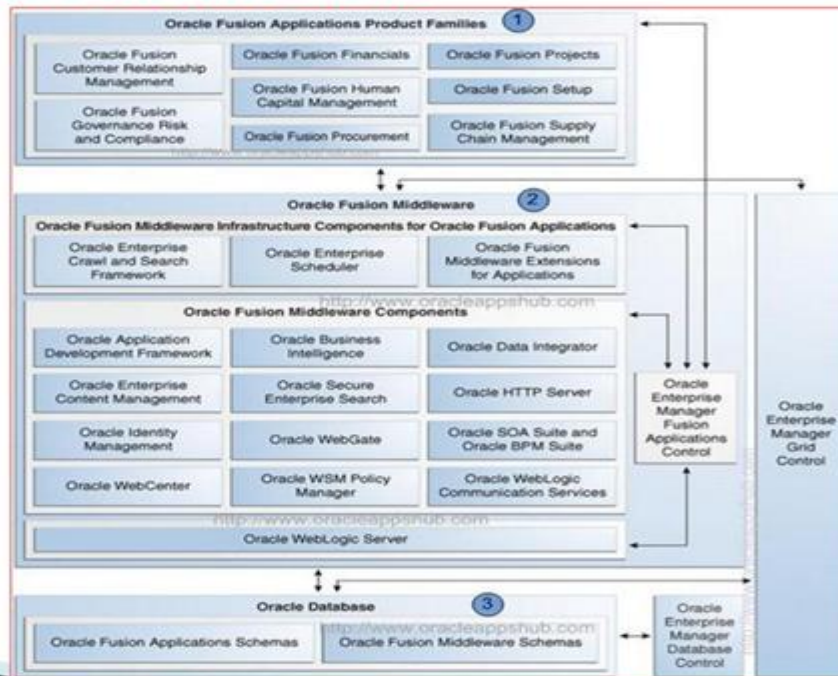 Oracle Fusion Applications Product Families
1
Oracle Fusion
Customer Relationship
Management
Oracle Fusion Financials
Oracle Fusion Projects
Oracle Fusion Human
Capital Management
Oracle Fusion Setup
Oracle Fusion
Governance Risk
and Compliance
Oracle Fusion Procurement
Oracle Fusion Supply
Chain Management
http://www.oracleappshub.com
Oracle Fusion Middleware
2
Oracle Fusion Middleware Infrastructure Components for Oracle Fusion Applications
Oracle Enterprise
Crawl and Search
Framework
Oracle Enterprise
Scheduler
Oracle Fusion
Middleware Extensions
for Applications
http://www.oracleappshub.com
Oracle Fusion Middleware Components
Oracle Application
Development Framework
Oracle Business
Intelligence
Oracle Data Integrator
Oracle Enterprise
Content Management
Oracle Secure
Enterprise Search
Oracle HTTP Server
Oracle Identity
Management
Oracle WebGate
Oracle SOA Suite and
Oracle BPM Suite
Oracle WebCenter
Oracle WSM Policy
Manager
Oracle WebLogic
Communication Services
http://www.oracleappshub.com
Oracle WebLogic Server
Oracle
Enterprise
Manager
Fusion
Applications
Control
Oracle
Enterprise
Manager
Grid
Control
Oracle Database
3
http://www.oracleappshub.com
Oracle Fusion Applications Schemas
Oracle Fusion Middleware Schemas
Oracle
Enterprise
Manager
Database
Control